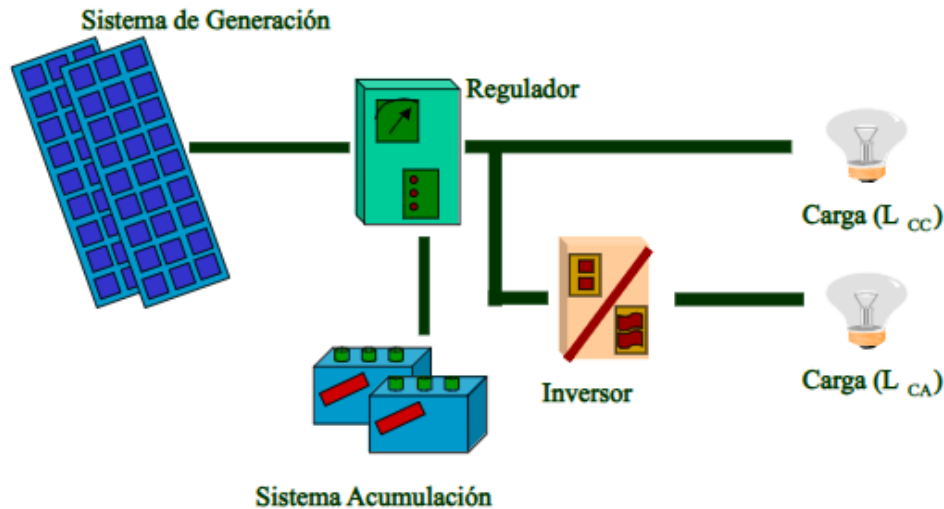 Sistema de Generación
Regulador
Carga (L CC)
Inversor
Carga (L CA)
Sistema Acumulación